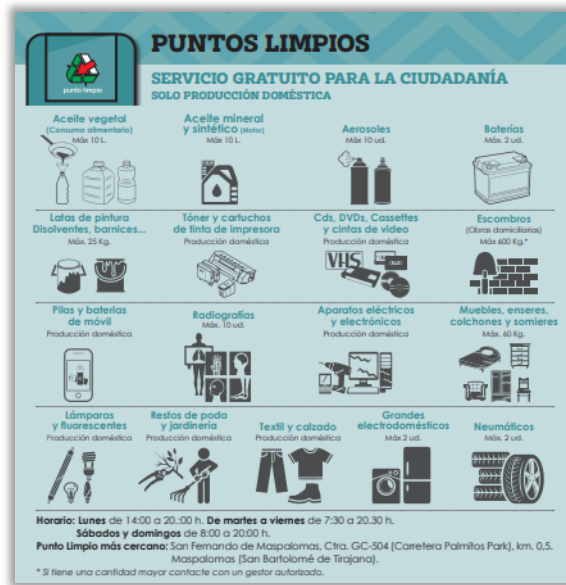 PUNTOS LIMPIOS
punto limpio
SERVICIO GRATUITO PARA LA CIUDADANÍA
SOLO PRODUCCIÓN DOMÉSTICA
Aceite vegetal
(Consumo alimentario)
Máx 10 L.
Aceite mineral
y sintético (Motor)
Máx 10 L.
Aerosoles
Máx 10 ud.
Baterías
Máx. 2 ud.
Latas de pintura
Disolventes, barnices...
Máx. 25 Kg.
Tóner y cartuchos
de tinta de impresora
Producción doméstica
Cds, DVDs, Cassettes
y cintas de vídeo
Producción doméstica
VHS
Escombros
(Obras domiciliarias)
Máx 600 Kg.*
Pilas y baterías
de móvil
Producción doméstica
Radiografías
Máx. 10 ud.
Aparatos eléctricos
y electrónicos
Producción doméstica
Muebles, enseres,
colchones y somieres
Máx. 60 Kg.
Lámparas
y fluorescentes
Producción doméstica
Restos de poda
y jardinería
Producción doméstica
Textil y calzado
Producción doméstica
Grandes
electrodomésticos
Máx 2 ud.
Neumáticos
Máx. 2 ud.
Horario: Lunes de 14:00 a 20.:00 h. De martes a viernes de 7:30 a 20.30 h.
Sábados y domingos de 8:00 a 20:00 h.
Punto Limpio más cercano: San Fernando de Maspalomas, Ctra. GC-504 (Carretera Palmitos Park), km. 0,5.
Maspalomas (San Bartolomé de Tirajana).
* Si tiene una cantidad mayor contacte con un gestor autorizado.